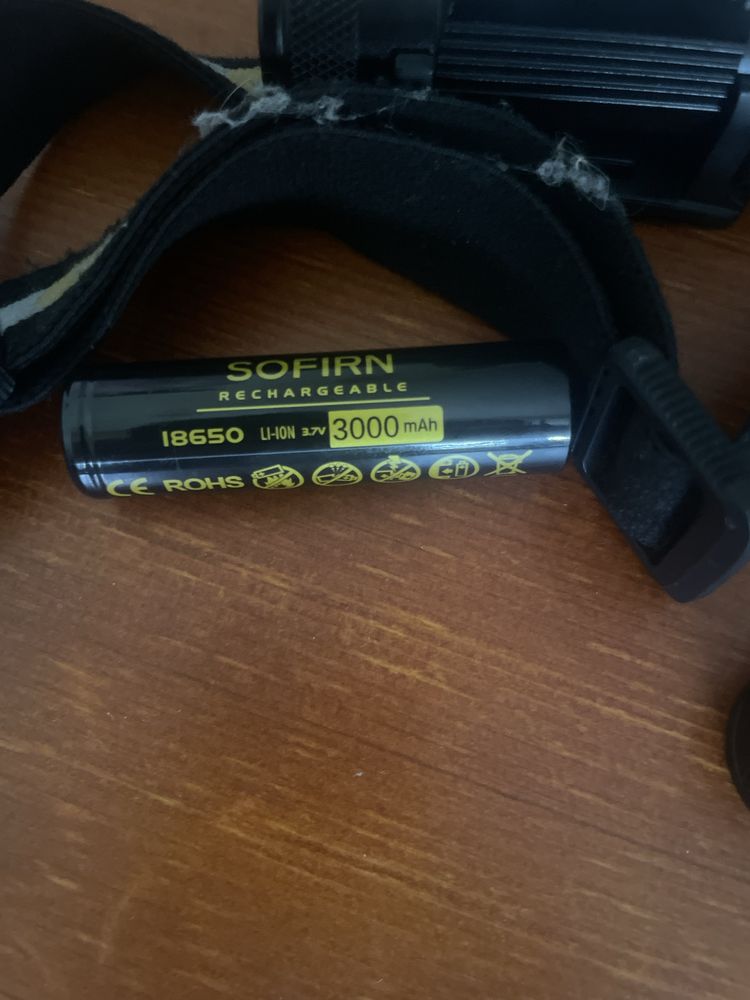 SOFIRN
RECHARGEABLE
18650 LI-ION 3.7V 3000 mAh
CE ROHS